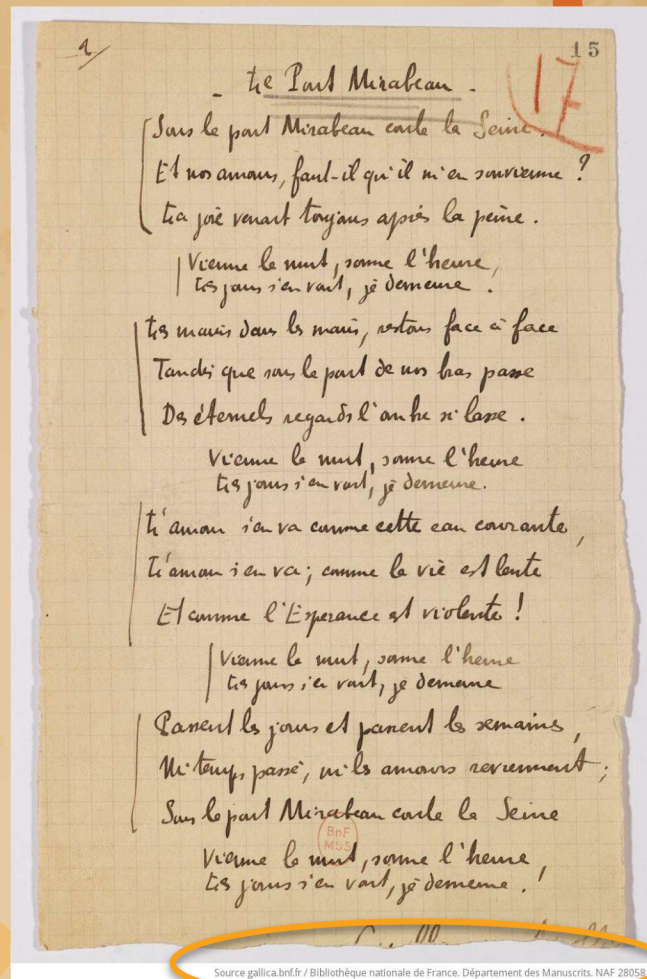 2/
15
17
- Le Pont Mirabeau -
Sous le pont Mirabeau coule la Seine.
Et nos amours, faut-il qu'il m'en souvienne ?
La joie venait toujours après la peine.
Vienne la nuit, sonne l'heure,
Les jours s'en vont, je demeure.
Les mains dans les mains, restons face à face
Tandis que sous le pont de nos bras passe
Des éternels regards l'onde si lasse.
Vienne la nuit, sonne l'heure
Les jours s'en vont, je demeure.
L'amour s'en va comme cette eau courante,
L'amour s'en va ; comme la vie est lente
Et comme l'Espérance est violente !
Vienne la nuit, sonne l'heure
Les jours s'en vont, je demeure
Passent les jours et passent les semaines,
Ni temps passé, ni les amours reviennent ;
Sous le pont Mirabeau coule la Seine
BnF
MSS
Vienne la nuit, sonne l'heure,
Les jours s'en vont, je demeure.!
Source gallica.bnf.fr / Bibliothèque nationale de France. Département des Manuscrits. NAF 28058